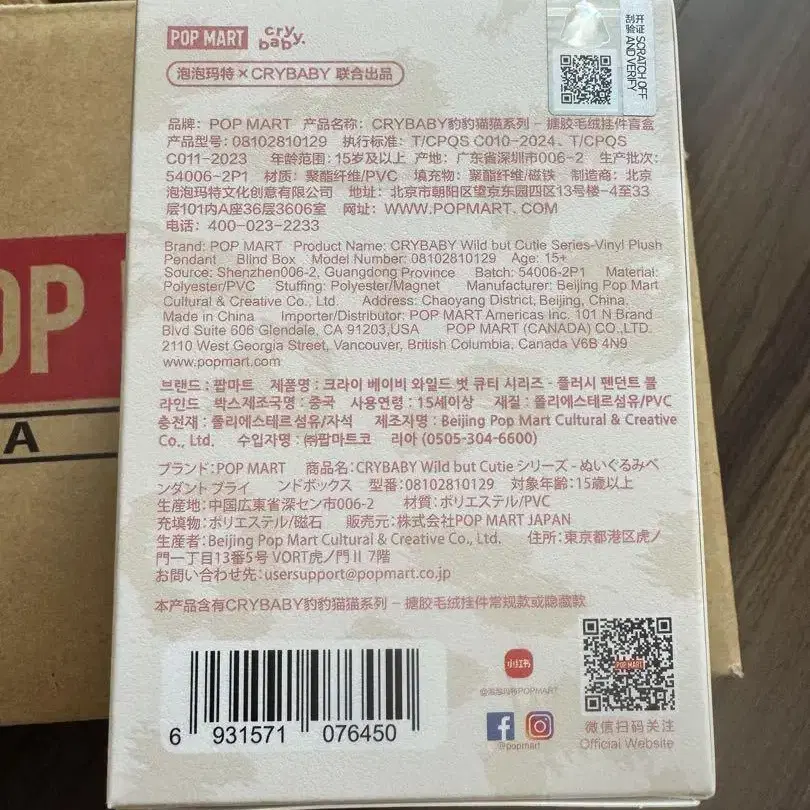 POP MART
cry baby.
泡泡玛特×CRYBABY 联合出品
开证
刮验
SCRATCH OFF
AND VERIFY
品牌：POP MART 产品名称：CRYBABY豹豹猫猫系列 - 搪胶毛绒挂件盲盒
产品型号：08102810129 执行标准：T/CPQS C010-2024、T/CPQS
C011-2023 年龄范围：15岁及以上 产地：广东省深圳市006-2 生产批次：
54006-2P1 材质：聚酯纤维/PVC 填充物：聚酯纤维/磁铁 制造商：北京
泡泡玛特文化创意有限公司 地址：北京市朝阳区望京东园四区13号楼-4至33
层101内A座36层3606室 网址：WWW.POPMART.COM
电话：400-023-2233
Brand: POP MART Product Name: CRYBABY Wild but Cutie Series-Vinyl Plush
Pendant Blind Box Model Number: 08102810129 Age: 15+
Source: Shenzhen006-2, Guangdong Province Batch: 54006-2P1 Material:
Polyester/PVC Stuffing: Polyester/Magnet Manufacturer: Beijing Pop Mart
Cultural & Creative Co., Ltd. Address: Chaoyang District, Beijing, China.
Made in China Importer/Distributor: POP MART Americas Inc. 101 N Brand
Blvd Suite 606 Glendale, CA 91203,USA POP MART (CANADA) CO.,LTD.
2110 West Georgia Street, Vancouver, British Columbia, Canada V6B 4N9
www.popmart.com
브랜드 : 팝마트 제품명 : 크라이 베이비 와일드 벗 큐티 시리즈 - 플러시 펜던트 블
라인드 박스제조국명 : 중국 사용연령 : 15세이상 재질 : 폴리에스테르섬유/PVC
충전재 : 폴리에스테르섬유/자석 제조자명 : Beijing Pop Mart Cultural & Creative
Co., Ltd. 수입자명 : ㈜팝마트코 리아 (0505-304-6600)
ブランド：POP MART 商品名：CRYBABY Wild but Cutie シリーズ - ぬいぐるみペ
ンダント ブライ ンドボックス 型番：08102810129 対象年齢：15歳以上
生産地：中国広東省深セン市006-2 材質：ポリエステル/PVC
充填物：ポリエステル/磁石 販売元：株式会社POP MART JAPAN
生産者：Beijing Pop Mart Cultural & Creative Co., Ltd. 住所：東京都港区虎ノ
門一丁目13番5号 VORT虎ノ門Ⅱ 7階
お問い合わせ先：usersupport@popmart.co.jp
本产品含有CRYBABY豹豹猫猫系列 - 搪胶毛绒挂件常规款或隐藏款
6 931571 076450
小红书
@泡泡玛特POPMART
@popmart
POP MART
微信扫码关注
Official Website
OP
A